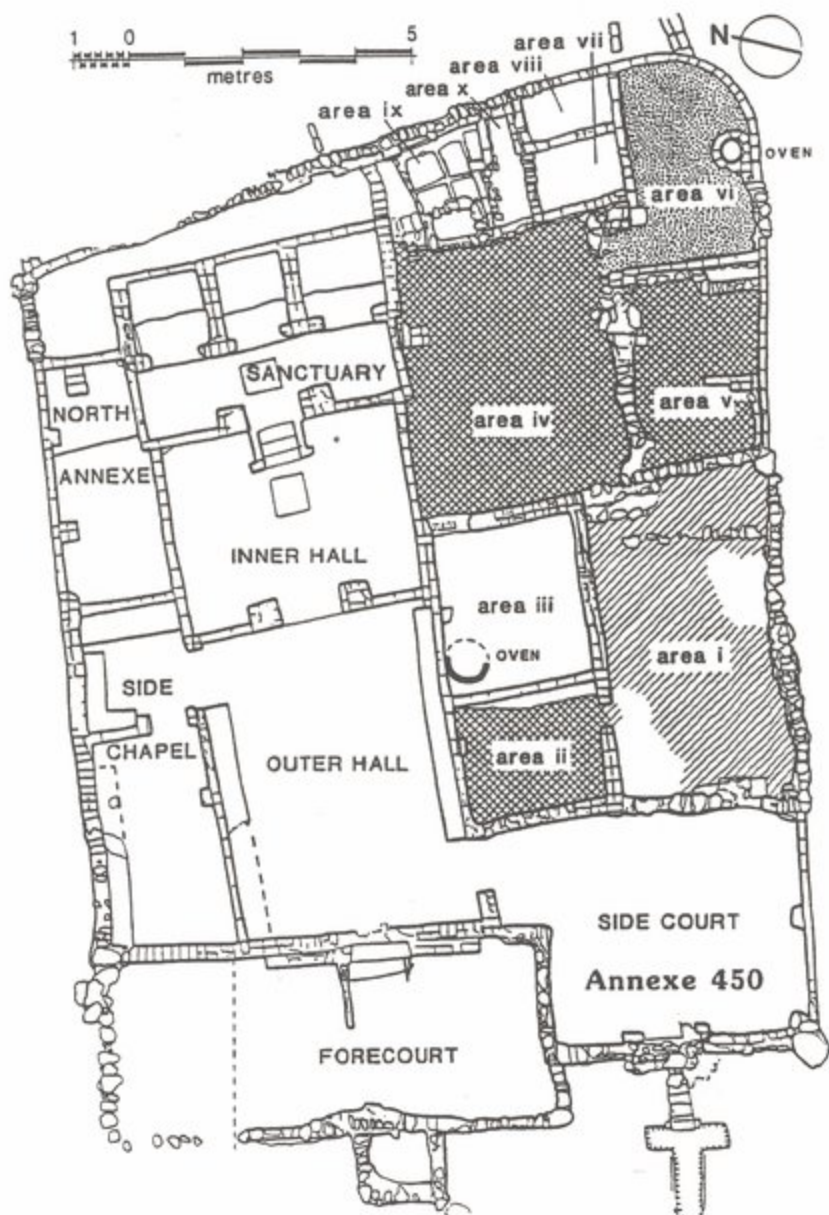 1 0 5
metres
N
area vii
area viii
area x
area ix
OVEN
area vi
SANCTUARY
NORTH
area v
area iv
ANNEXE
INNER HALL
area iii
OVEN
area i
SIDE
CHAPEL
OUTER HALL
area ii
SIDE COURT
Annexe 450
FORECOURT